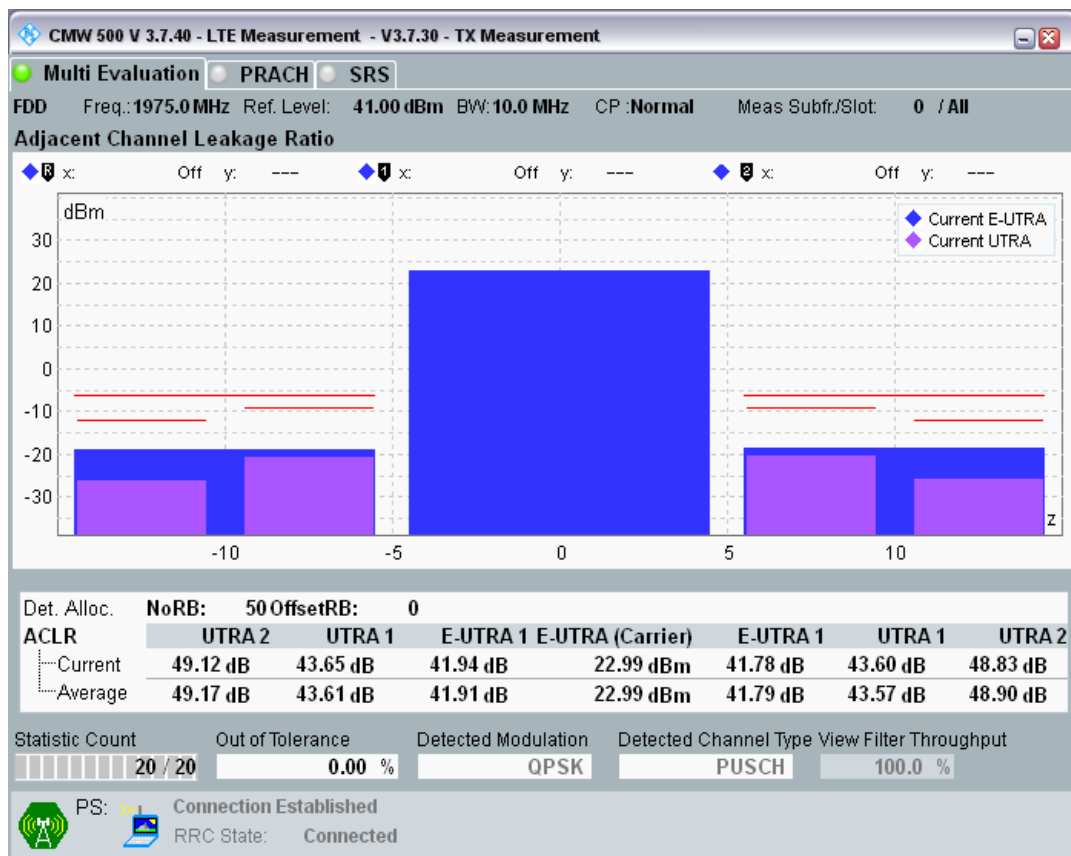 CMW 500 V 3.7.40 - LTE Measurement - V3.7.30 - TX Measurement
Multi Evaluation PRACH SRS
FDD Freq.:1975.0 MHz Ref. Level: 41.00 dBm BW:10.0 MHz CP :Normal Meas Subfr./Slot: 0 / All
Adjacent Channel Leakage Ratio
R x: Off y: --- 1 x: Off y: --- 2 x: Off y: ---
dBm
Current E-UTRA
Current UTRA
30
20
10
0
-10
-20
-30
z
-10 -5 0 5 10
Det. Alloc. NoRB: 50 OffsetRB: 0
ACLR UTRA 2 UTRA 1 E-UTRA 1 E-UTRA (Carrier) E-UTRA 1 UTRA 1 UTRA 2
Current 49.12 dB 43.65 dB 41.94 dB 22.99 dBm 41.78 dB 43.60 dB 48.83 dB
Average 49.17 dB 43.61 dB 41.91 dB 22.99 dBm 41.79 dB 43.57 dB 48.90 dB
Statistic Count Out of Tolerance Detected Modulation Detected Channel Type View Filter Throughput
20 / 20 0.00 % QPSK PUSCH 100.0 %
PS: Connection Established
RRC State: Connected